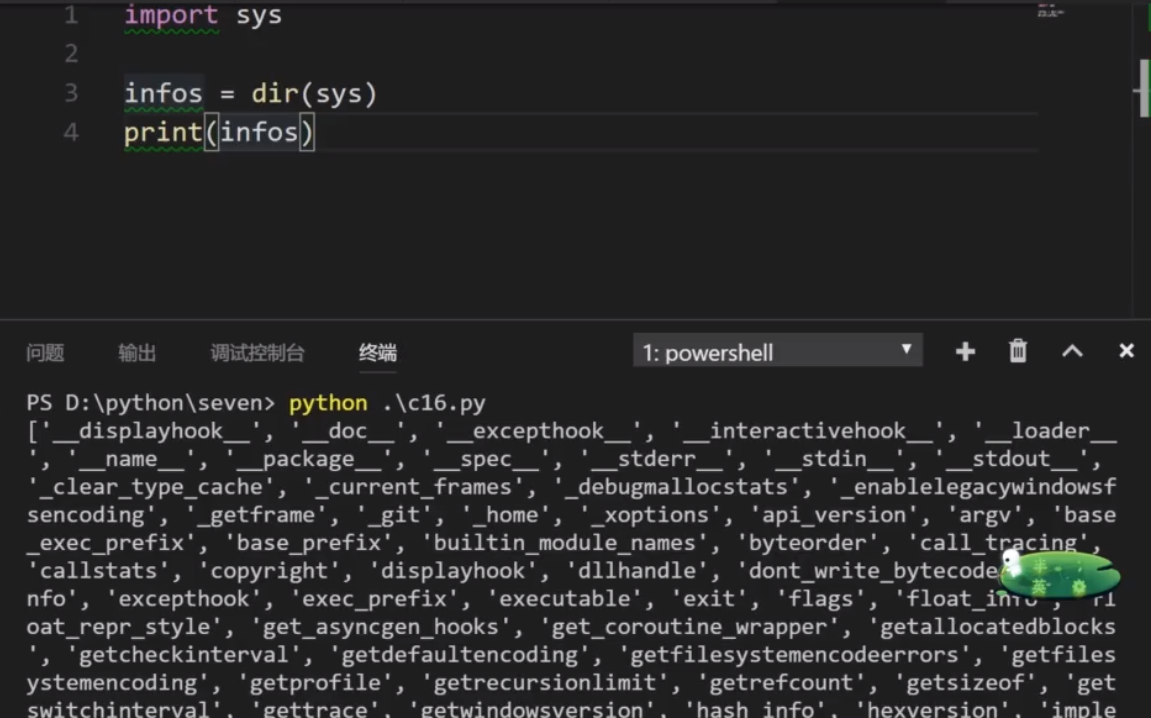 1 import sys
2
3 infos = dir(sys)
4 print(infos)
问题 输出 调试控制台 终端 1: powershell
PS D:\python\seven> python .\c16.py
['__displayhook__', '__doc__', '__excepthook__', '__interactivehook__', '__loader__
', '__name__', '__package__', '__spec__', '__stderr__', '__stdin__', '__stdout__',
'_clear_type_cache', '_current_frames', '_debugmallocstats', '_enablelegacywindowsf
sencoding', '_getframe', '_git', '_home', '_xoptions', 'api_version', 'argv', 'base
_exec_prefix', 'base_prefix', 'builtin_module_names', 'byteorder', 'call_tracing',
'callstats', 'copyright', 'displayhook', 'dllhandle', 'dont_write_bytecode
半
英
nfo', 'excepthook', 'exec_prefix', 'executable', 'exit', 'flags', 'float_info', 'fl
oat_repr_style', 'get_asyncgen_hooks', 'get_coroutine_wrapper', 'getallocatedblocks
', 'getcheckinterval', 'getdefaultencoding', 'getfilesystemencodeerrors', 'getfiles
ystemencoding', 'getprofile', 'getrecursionlimit', 'getrefcount', 'getsizeof', 'get
switchinterval', 'gettrace', 'getwindowsversion', 'hash_info', 'hexversion', 'imple